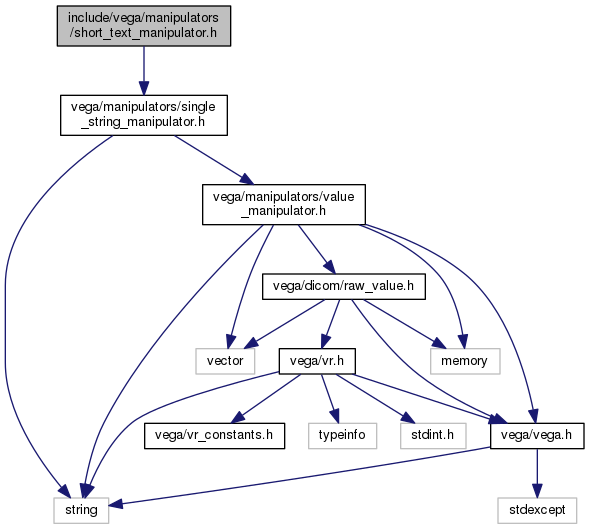 include/vega/manipulators
/short_text_manipulator.h
vega/manipulators/single
_string_manipulator.h
vega/manipulators/value
_manipulator.h
vega/dicom/raw_value.h
vector
vega/vr.h
memory
vega/vr_constants.h
typeinfo
stdint.h
vega/vega.h
string
stdexcept